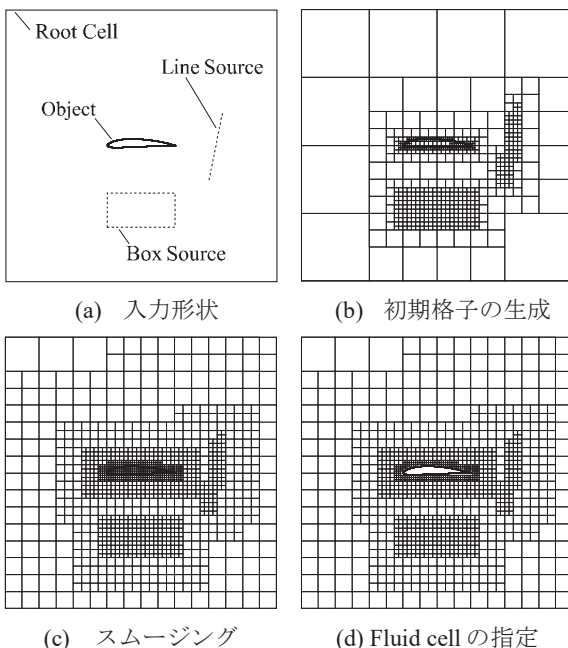 Root Cell
Line Source
Object
Box Source
(a) 入力形状
(b) 初期格子の生成
(c) スムージング
(d) Fluid cell の指定